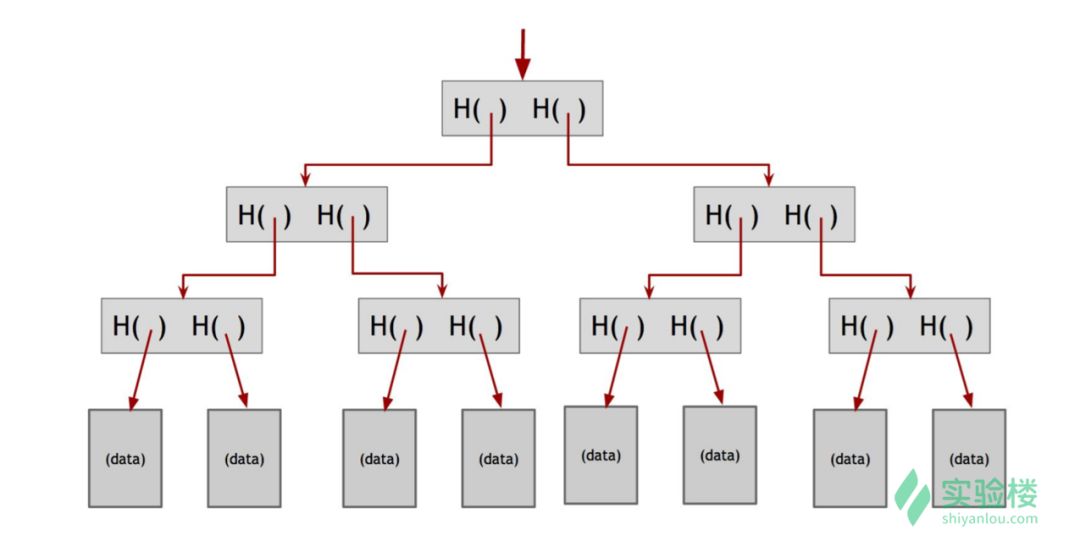 H( ) H( )
H( ) H( )
H( ) H( )
H( ) H( )
H( ) H( )
H( ) H( )
H( ) H( )
(data)
(data)
(data)
(data)
(data)
(data)
(data)
(data)
实验楼
shiyanlou.com